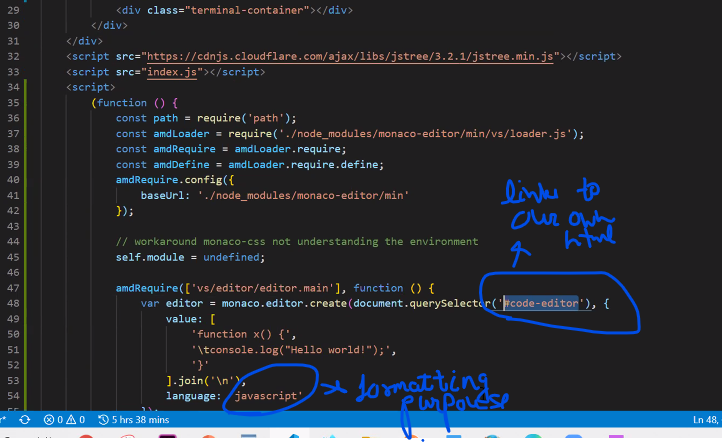 29 <div class="terminal-container"></div>
30 </div>
31 </div>
32 <script src="https://cdnjs.cloudflare.com/ajax/libs/jstree/3.2.1/jstree.min.js"></script>
33 <script src="index.js"></script>
34 <script>
35 (function () {
36 const path = require('path');
37 const amdLoader = require('./node_modules/monaco-editor/min/vs/loader.js');
38 const amdRequire = amdLoader.require;
39 const amdDefine = amdLoader.require.define;
40 amdRequire.config({
41 baseUrl: './node_modules/monaco-editor/min'
42 });
43
44 // workaround monaco-css not understanding the environment
45 self.module = undefined;
46
47 amdRequire(['vs/editor/editor.main'], function () {
48 var editor = monaco.editor.create(document.querySelector('#code-editor'), {
49 value: [
50 'function x() {',
51 '\tconsole.log("Hello world!");',
52 '}'
53 ].join('\n'),
54 language: 'javascript'
links to
our own
html
formatting
purpouse
0 0 5 hrs 38 mins
Ln 48,